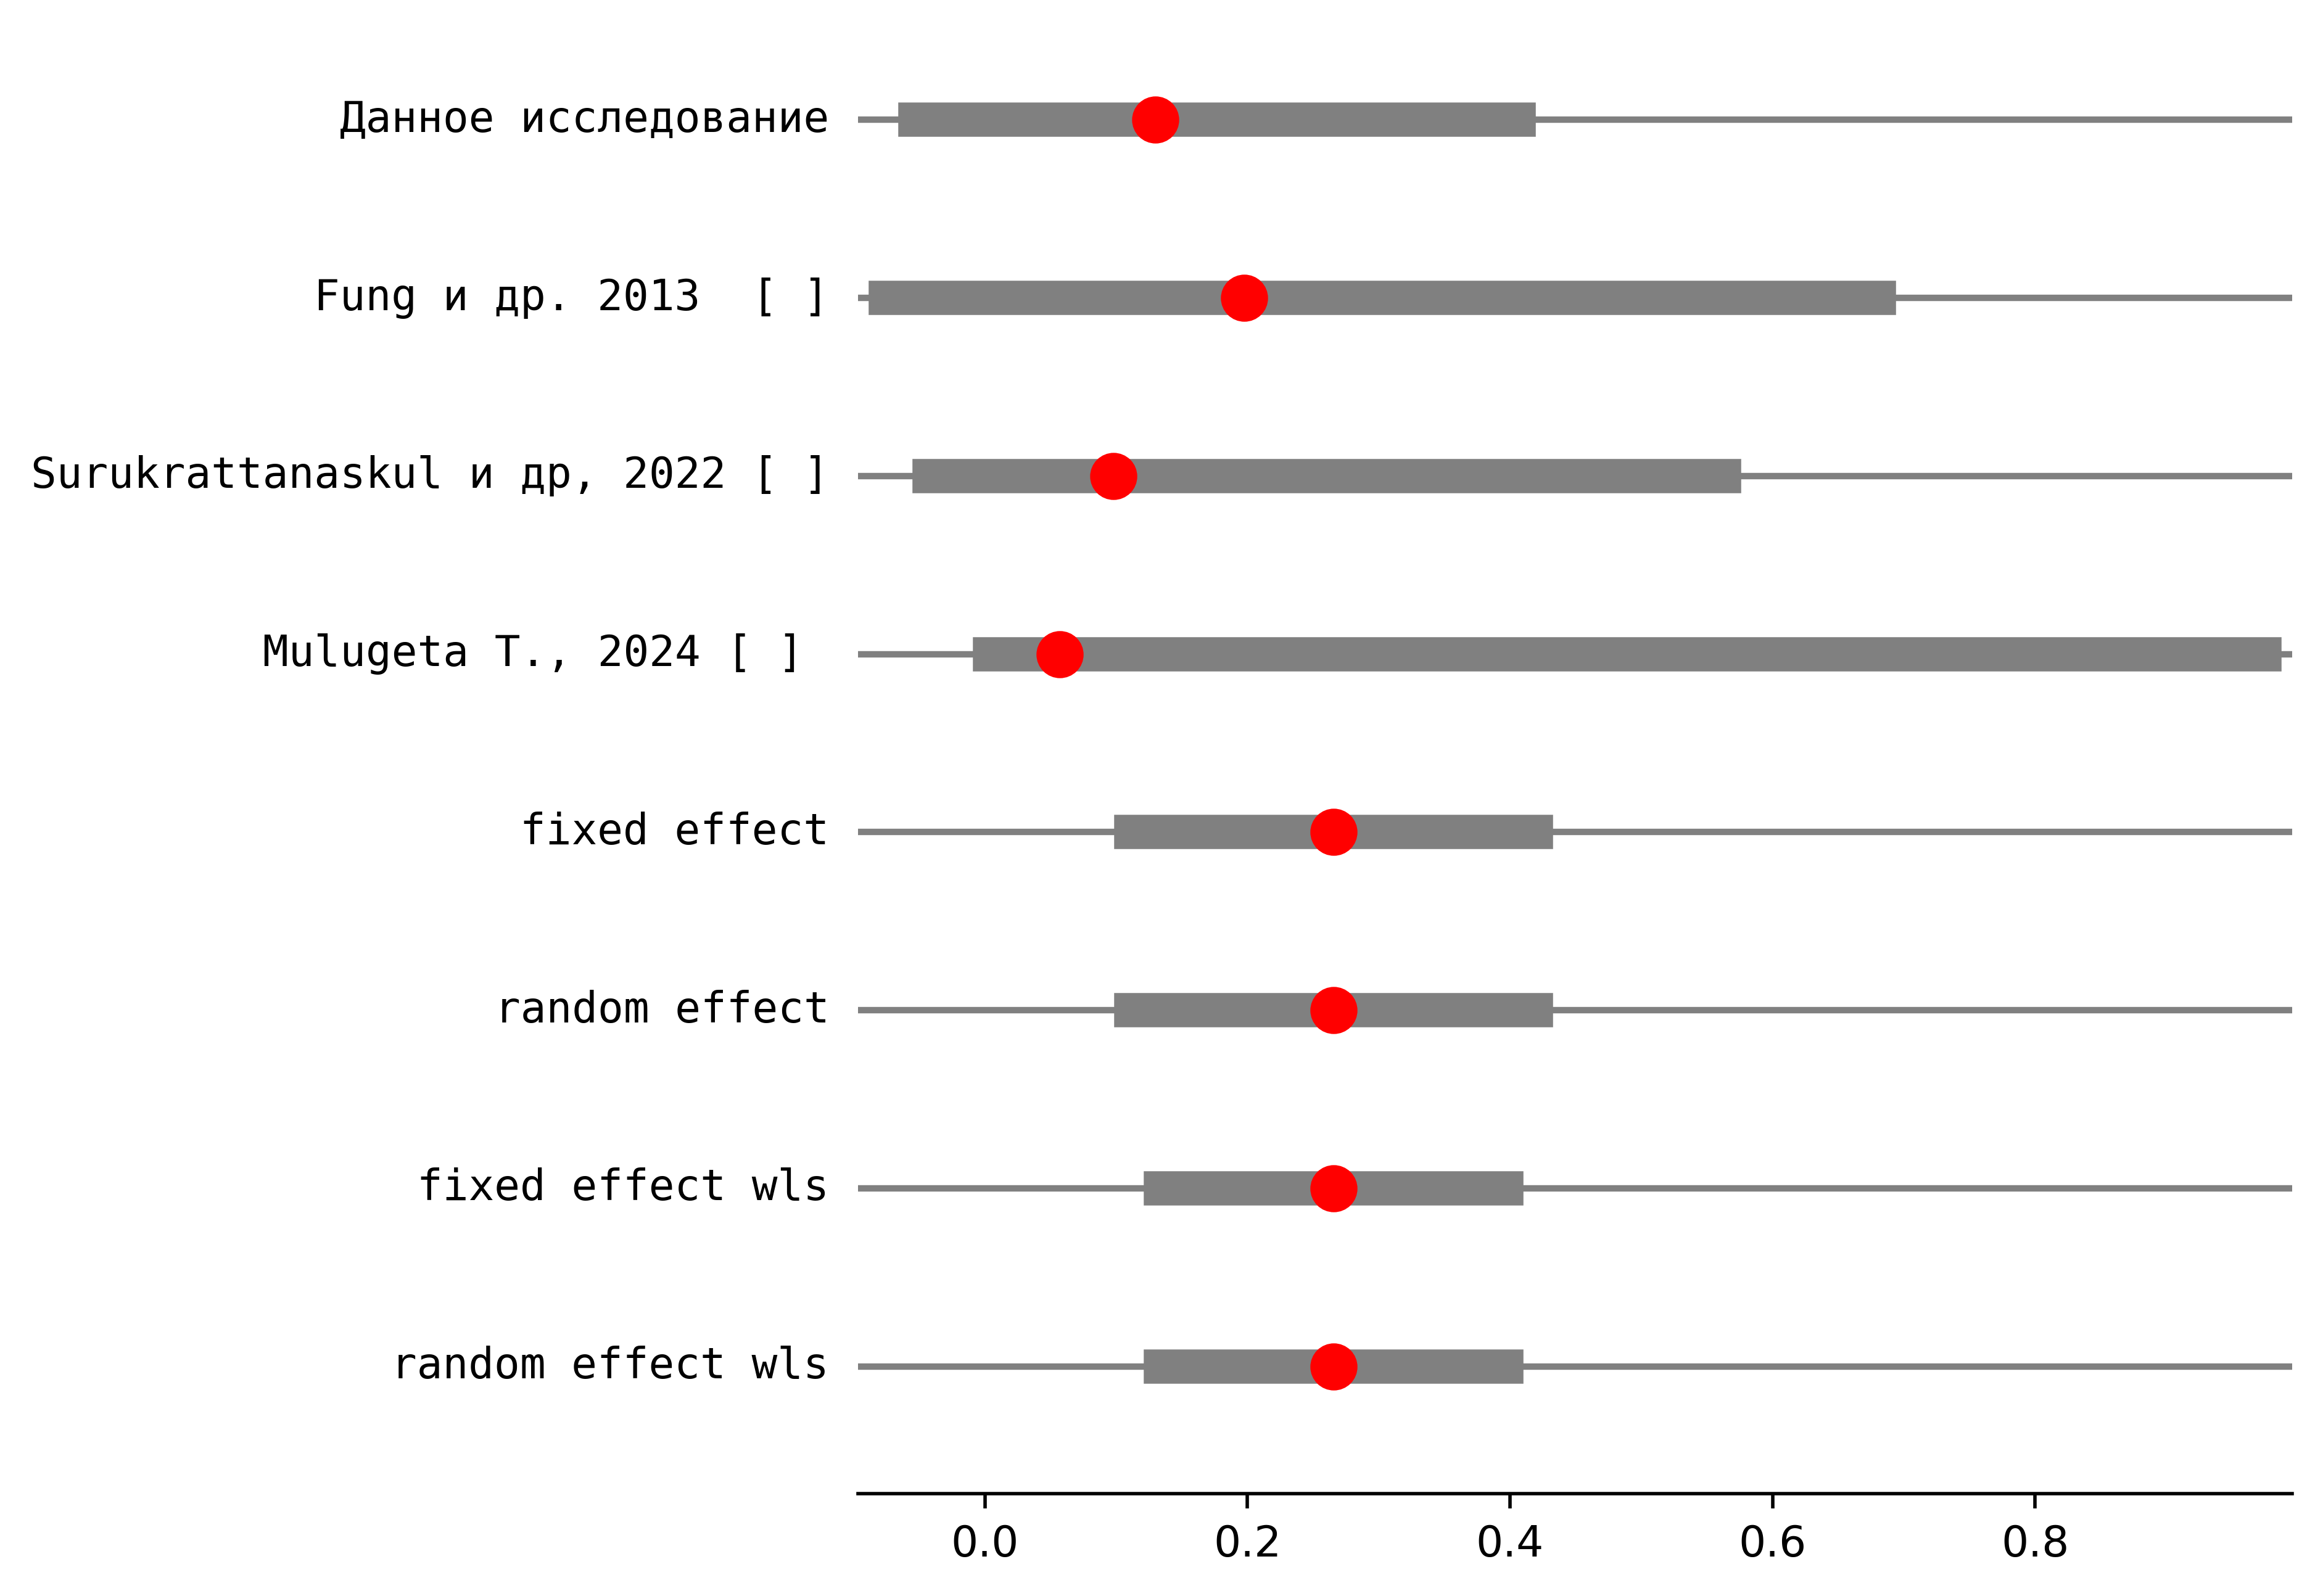 Данное исследование
Fung и др. 2013  [ ]
Surukrattanaskul и др, 2022 [ ]
Mulugeta T., 2024 [ ]
fixed effect
random effect
fixed effect wls
random effect wls
0.0 0.2 0.4 0.6 0.8